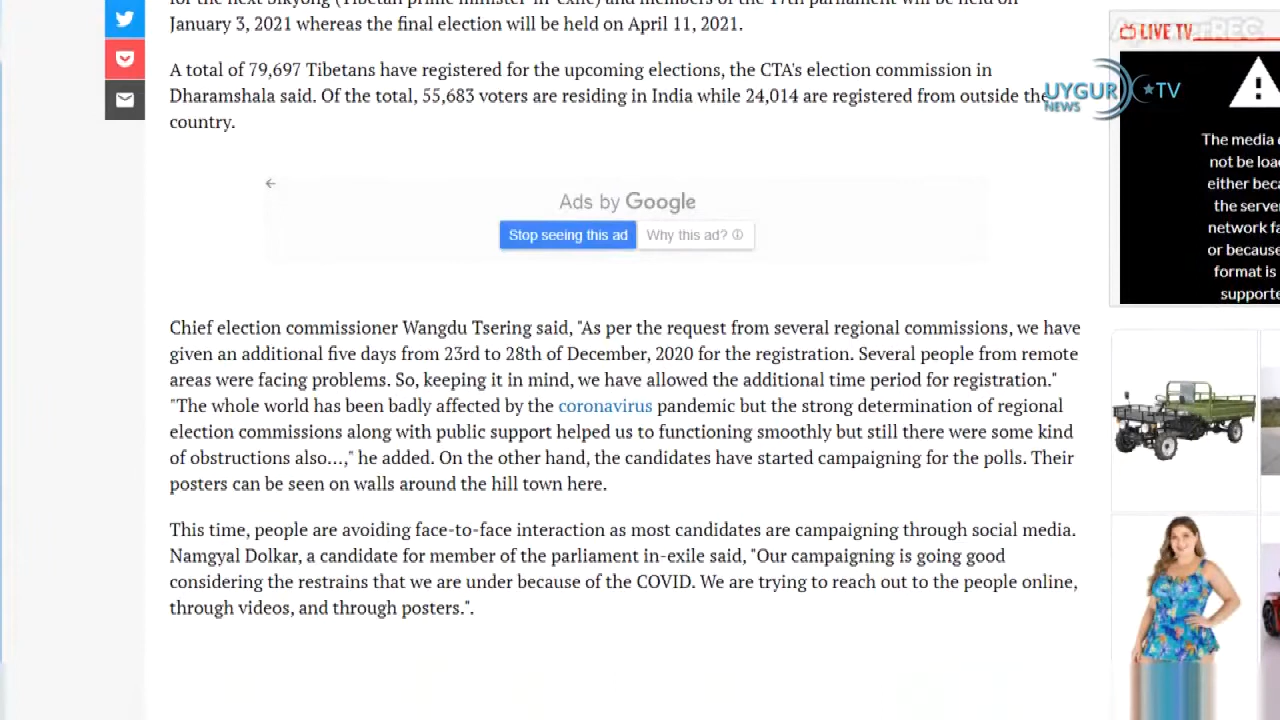 for the next Sikyong (Tibetan prime minister-in-exile) and members of the 17th parliament will be held on
January 3, 2021 whereas the final election will be held on April 11, 2021.
A total of 79,697 Tibetans have registered for the upcoming elections, the CTA's election commission in
Dharamshala said. Of the total, 55,683 voters are residing in India while 24,014 are registered from outside the
country.
Ads by Google
Stop seeing this ad
Why this ad?
Chief election commissioner Wangdu Tsering said, "As per the request from several regional commissions, we have
given an additional five days from 23rd to 28th of December, 2020 for the registration. Several people from remote
areas were facing problems. So, keeping it in mind, we have allowed the additional time period for registration."
"The whole world has been badly affected by the coronavirus pandemic but the strong determination of regional
election commissions along with public support helped us to functioning smoothly but still there were some kind
of obstructions also...," he added. On the other hand, the candidates have started campaigning for the polls. Their
posters can be seen on walls around the hill town here.
This time, people are avoiding face-to-face interaction as most candidates are campaigning through social media.
Namgyal Dolkar, a candidate for member of the parliament in-exile said, "Our campaigning is going good
considering the restrains that we are under because of the COVID. We are trying to reach out to the people online,
through videos, and through posters.".
LIVE TV
UYGUR
NEWS
TV
The media
not be loa
either beca
the serve
network fa
or because
format is
supporte